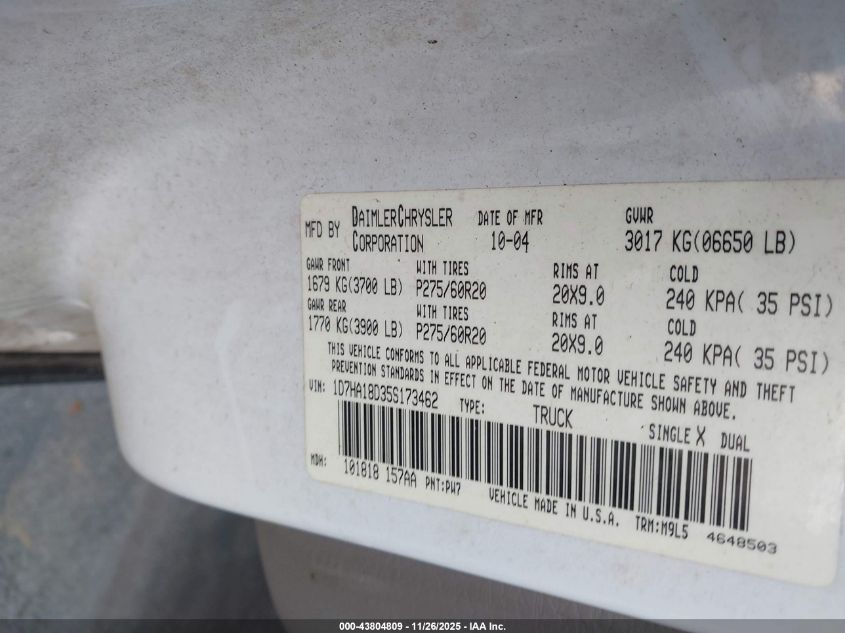 MFD BY DAIMLERCHRYSLER CORPORATION DATE OF MFR 10-04 GVWR 3017 KG(06650 LB)
GAWR FRONT WITH TIRES RIMS AT COLD
1679 KG(3700 LB) P275/60R20 20X9.0 240 KPA( 35 PSI)
GAWR REAR WITH TIRES RIMS AT COLD
1770 KG(3900 LB) P275/60R20 20X9.0 240 KPA( 35 PSI)
THIS VEHICLE CONFORMS TO ALL APPLICABLE FEDERAL MOTOR VEHICLE SAFETY AND THEFT
PREVENTION STANDARDS IN EFFECT ON THE DATE OF MANUFACTURE SHOWN ABOVE.
VIN: 1D7HA18D35S173462 TYPE: TRUCK SINGLE X DUAL
MDH: 101818 157AA PNT:PW7 VEHICLE MADE IN U.S.A. TRM:M9L5 4648503
000-43804809 - 11/26/2025 - IAA Inc.